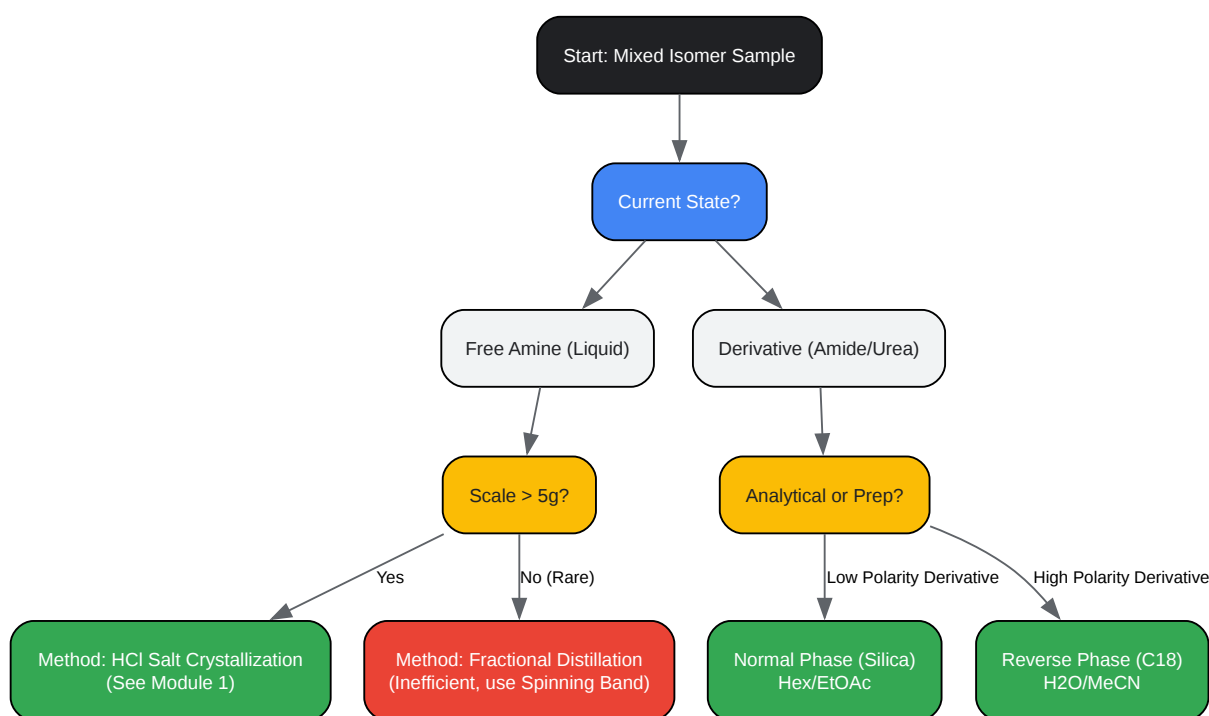 Start: Mixed Isomer Sample
Current State?
Free Amine (Liquid)
Derivative (Amide/Urea)
Scale > 5g?
Analytical or Prep?
Yes
No (Rare)
Low Polarity Derivative
High Polarity Derivative
Method: HCl Salt Crystallization
(See Module 1)
Method: Fractional Distillation
(Inefficient, use Spinning Band)
Normal Phase (Silica)
Hex/EtOAc
Reverse Phase (C18)
H2O/MeCN